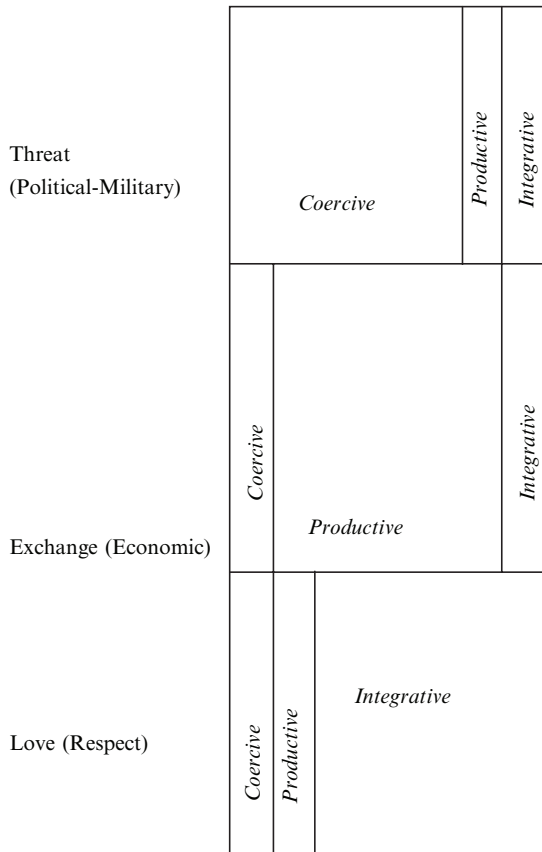 Threat
(Political-Military)
Coercive
Productive
Integrative
Exchange (Economic)
Coercive
Productive
Integrative
Love (Respect)
Coercive
Productive
Integrative